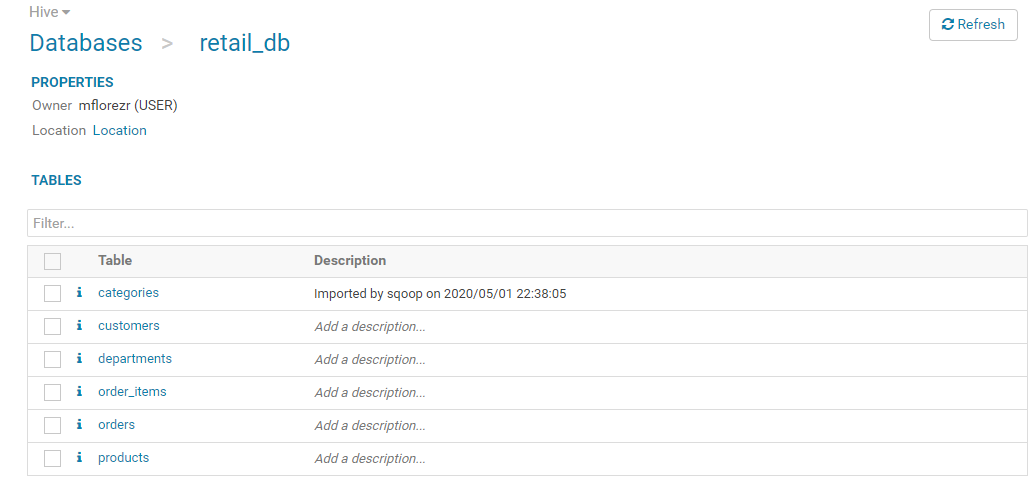 Hive
Refresh
Databases > retail_db
PROPERTIES
Owner mflorezr (USER)
Location Location
TABLES
Filter...
Table Description
categories Imported by sqoop on 2020/05/01 22:38:05
customers Add a description...
departments Add a description...
order_items Add a description...
orders Add a description...
products Add a description...